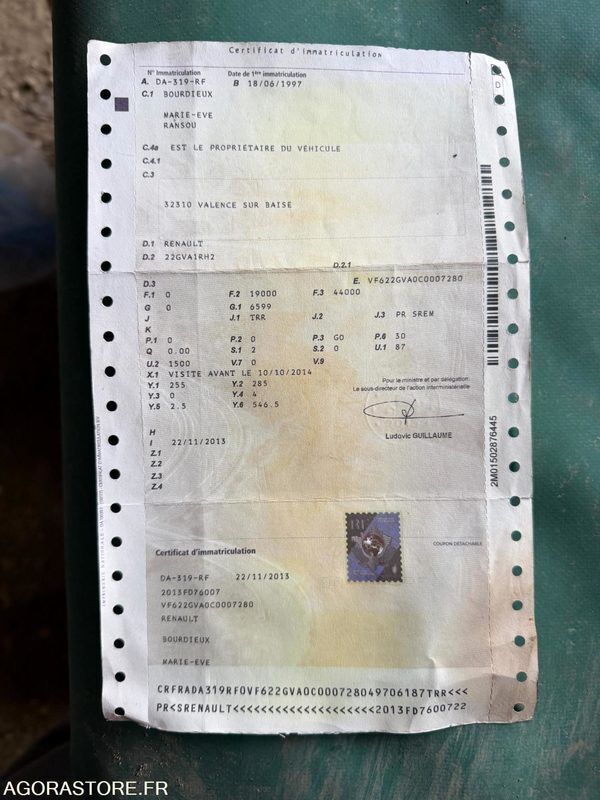 Certificat d'immatriculation
N° Immatriculation Date de 1ère immatriculation
A. DA-319-RF B 18/06/1997
C.1 BOURDIEUX
MARIE-EVE
RANSOU
C.4a EST LE PROPRIÉTAIRE DU VÉHICULE
C.4.1
C.3
32310 VALENCE SUR BAISE
D.1 RENAULT
D.2 22GVA1RH2
D.2.1
D.3 E. VF622GVA0C0007280
F.1 0 F.2 19000 F.3 44000
G 0 G.1 6599
J J.1 TRR J.2 J.3 PR SREM
K
P.1 0 P.2 0 P.3 GO P.6 30
Q 0.00 S.1 2 S.2 0 U.1 87
U.2 1500 V.7 0 V.9
X.1 VISITE AVANT LE 10/10/2014
Y.1 255 Y.2 285
Y.3 0 Y.4 4
Y.5 2.5 Y.6 546.5
Pour le ministre et par délégation,
Le sous-directeur de l'action interministérielle
Ludovic GUILLAUME
H
I 22/11/2013
Z.1
Z.2
Z.3
Z.4
D
2M01502876445
RF
COUPON DÉTACHABLE
Certificat d'immatriculation
DA-319-RF 22/11/2013
2013FD76007
VF622GVA0C0007280
RENAULT
BOURDIEUX
MARIE-EVE
CRFRADA319RF0VF622GVA0C000728049706187TRR<<<
PR<SRENAULT<<<<<<<<<<<<<<<<<<<<<2013FD7600722
AGORASTORE.FR
AGORASTORE.FR